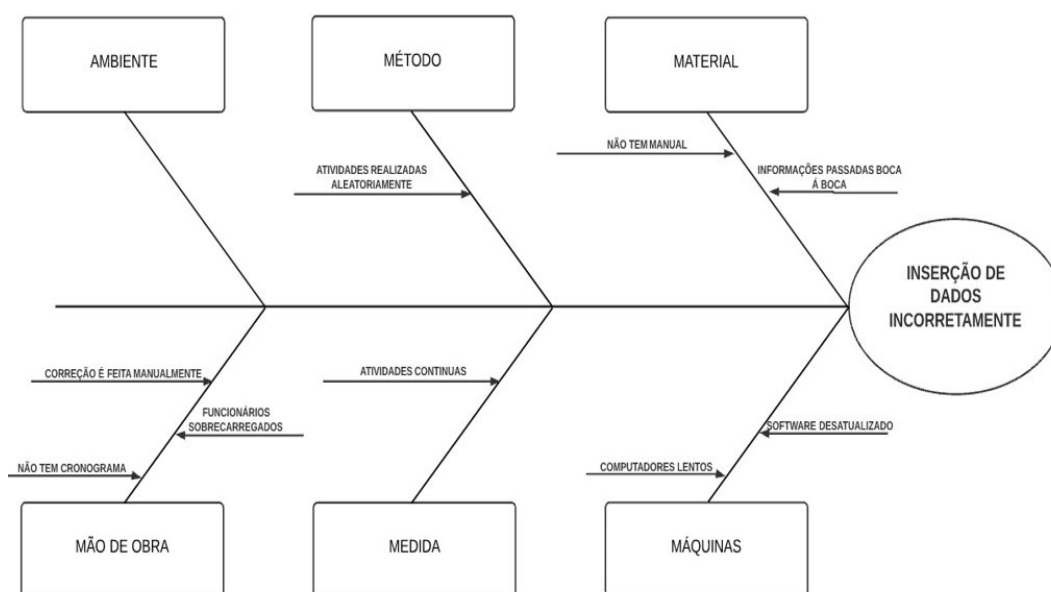 AMBIENTE
MÉTODO
MATERIAL
NÃO TEM MANUAL
ATIVIDADES REALIZADAS
ALEATORIAMENTE
INFORMAÇÕES PASSADAS BOCA
Á BOCA
INSERÇÃO DE
DADOS
INCORRETAMENTE
CORREÇÃO É FEITA MANUALMENTE
ATIVIDADES CONTINUAS
FUNCIONÁRIOS
SOBRECARREGADOS
SOFTWARE DESATUALIZADO
NÃO TEM CRONOGRAMA
COMPUTADORES LENTOS
MÃO DE OBRA
MEDIDA
MÁQUINAS